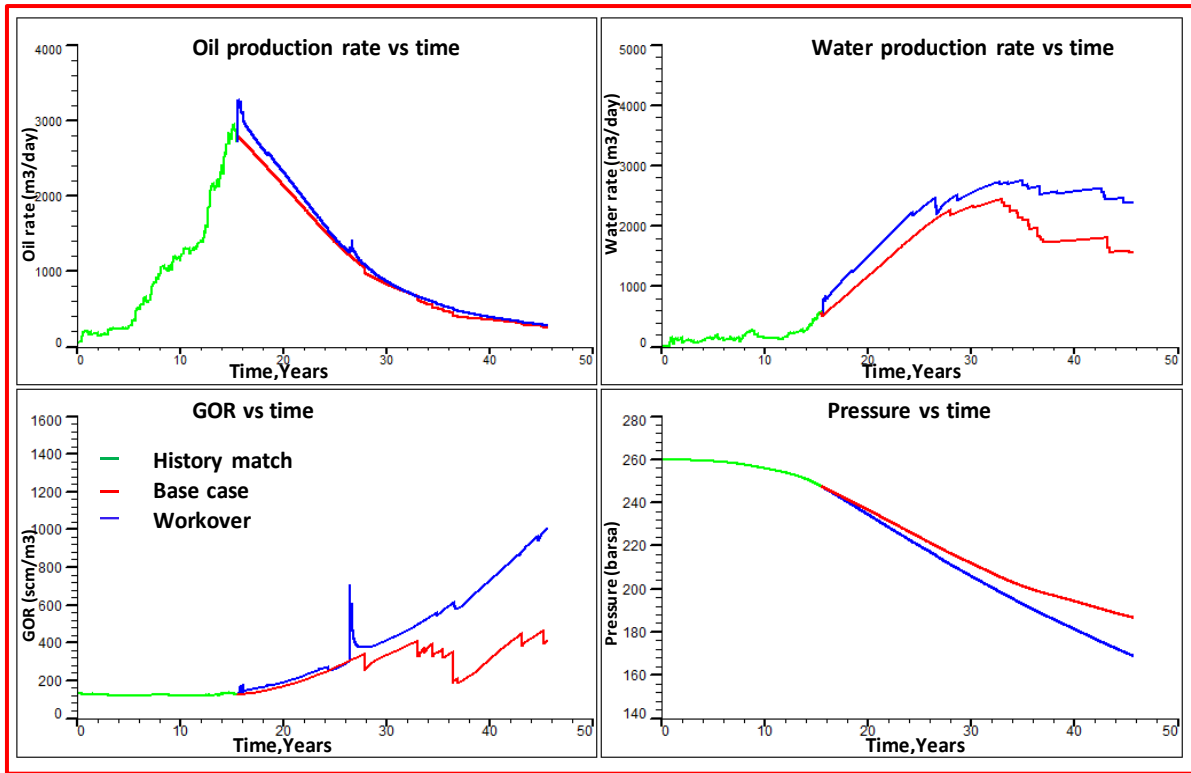 Oil production rate vs time
4000
3000
2000
1000
0
Oil rate (m3/day)
0 10 20 30 40 50
Time,Years
Water production rate vs time
5000
4000
3000
2000
1000
0
Water rate (m3/day)
0 10 20 30 40 50
Time,Years
GOR vs time
1600
1400
1200
1000
800
600
400
200
0
GOR (scm/m3)
History match
Base case
Workover
0 10 20 30 40 50
Time,Years
Pressure vs time
280
260
240
220
200
180
160
140
Pressure (barsa)
0 10 20 30 40 50
Time,Years